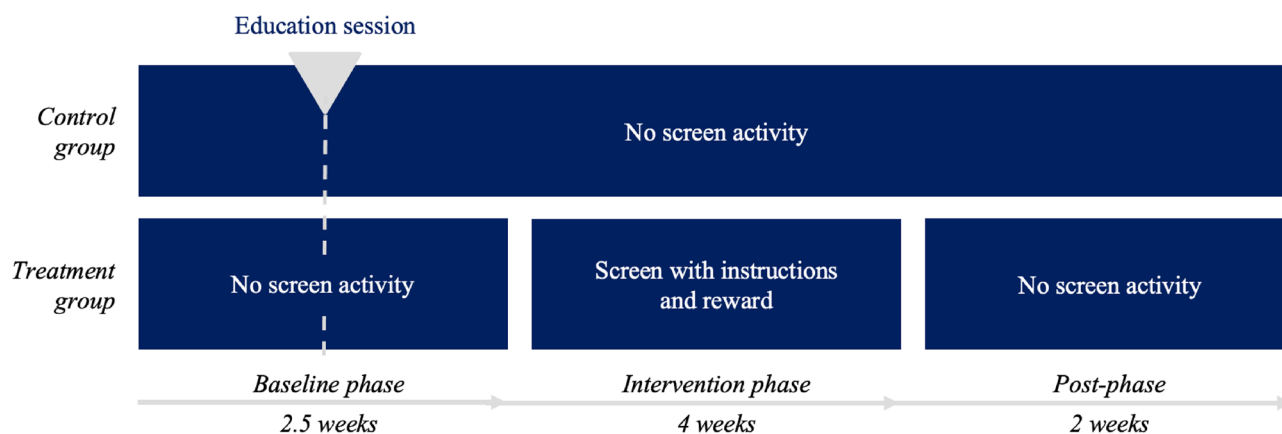 Education session
Control
group
No screen activity
Treatment
group
No screen activity
Screen with instructions
and reward
No screen activity
Baseline phase
Intervention phase
Post-phase
2.5 weeks
4 weeks
2 weeks